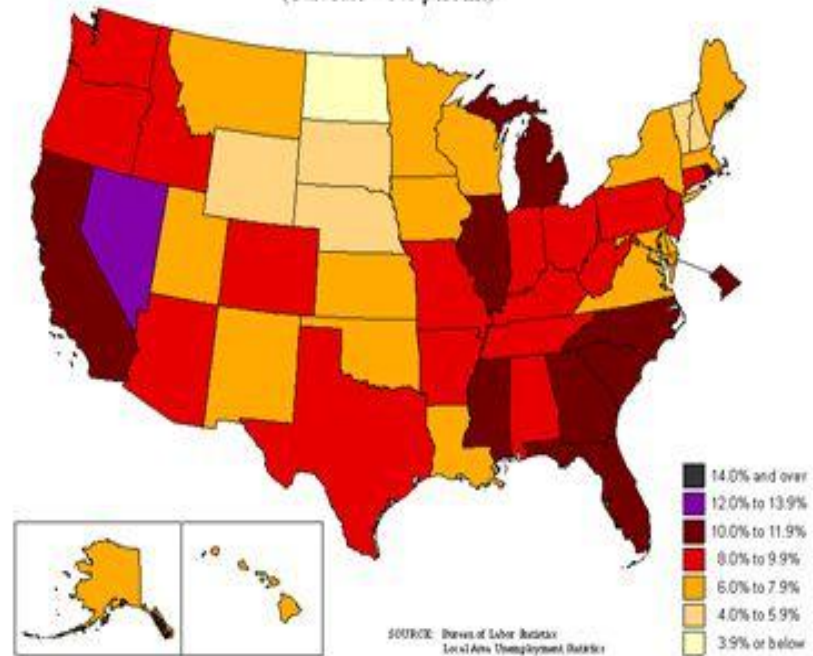 14.0% and over
12.0% to 13.9%
10.0% to 11.9%
8.0% to 9.9%
6.0% to 7.9%
4.0% to 5.9%
3.9% or below
SOURCE: Bureau of Labor Statistics
Local Area Unemployment Statistics